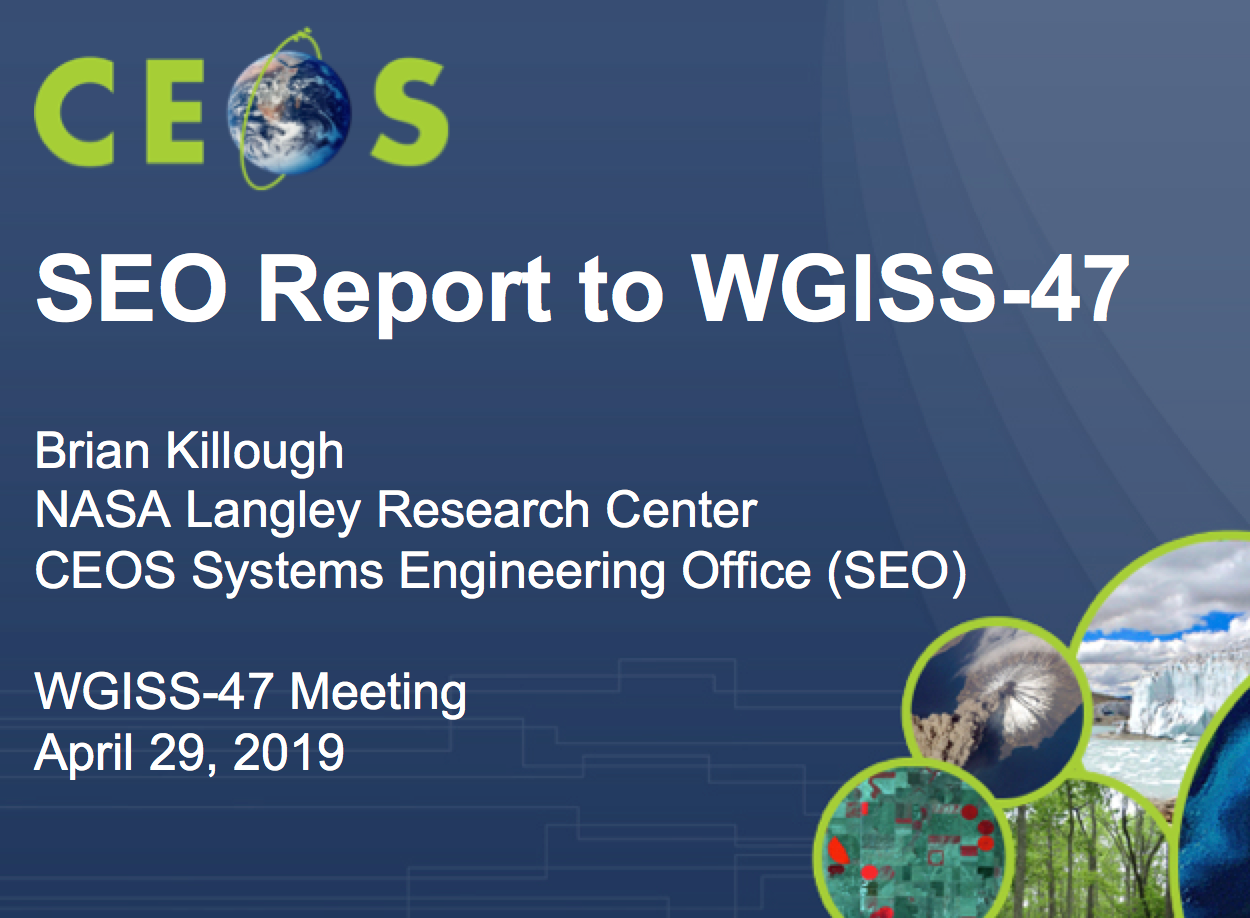 CEOS
SEO Report to WGISS-47
Brian Killough
NASA Langley Research Center
CEOS Systems Engineering Office (SEO)
WGISS-47 Meeting
April 29, 2019